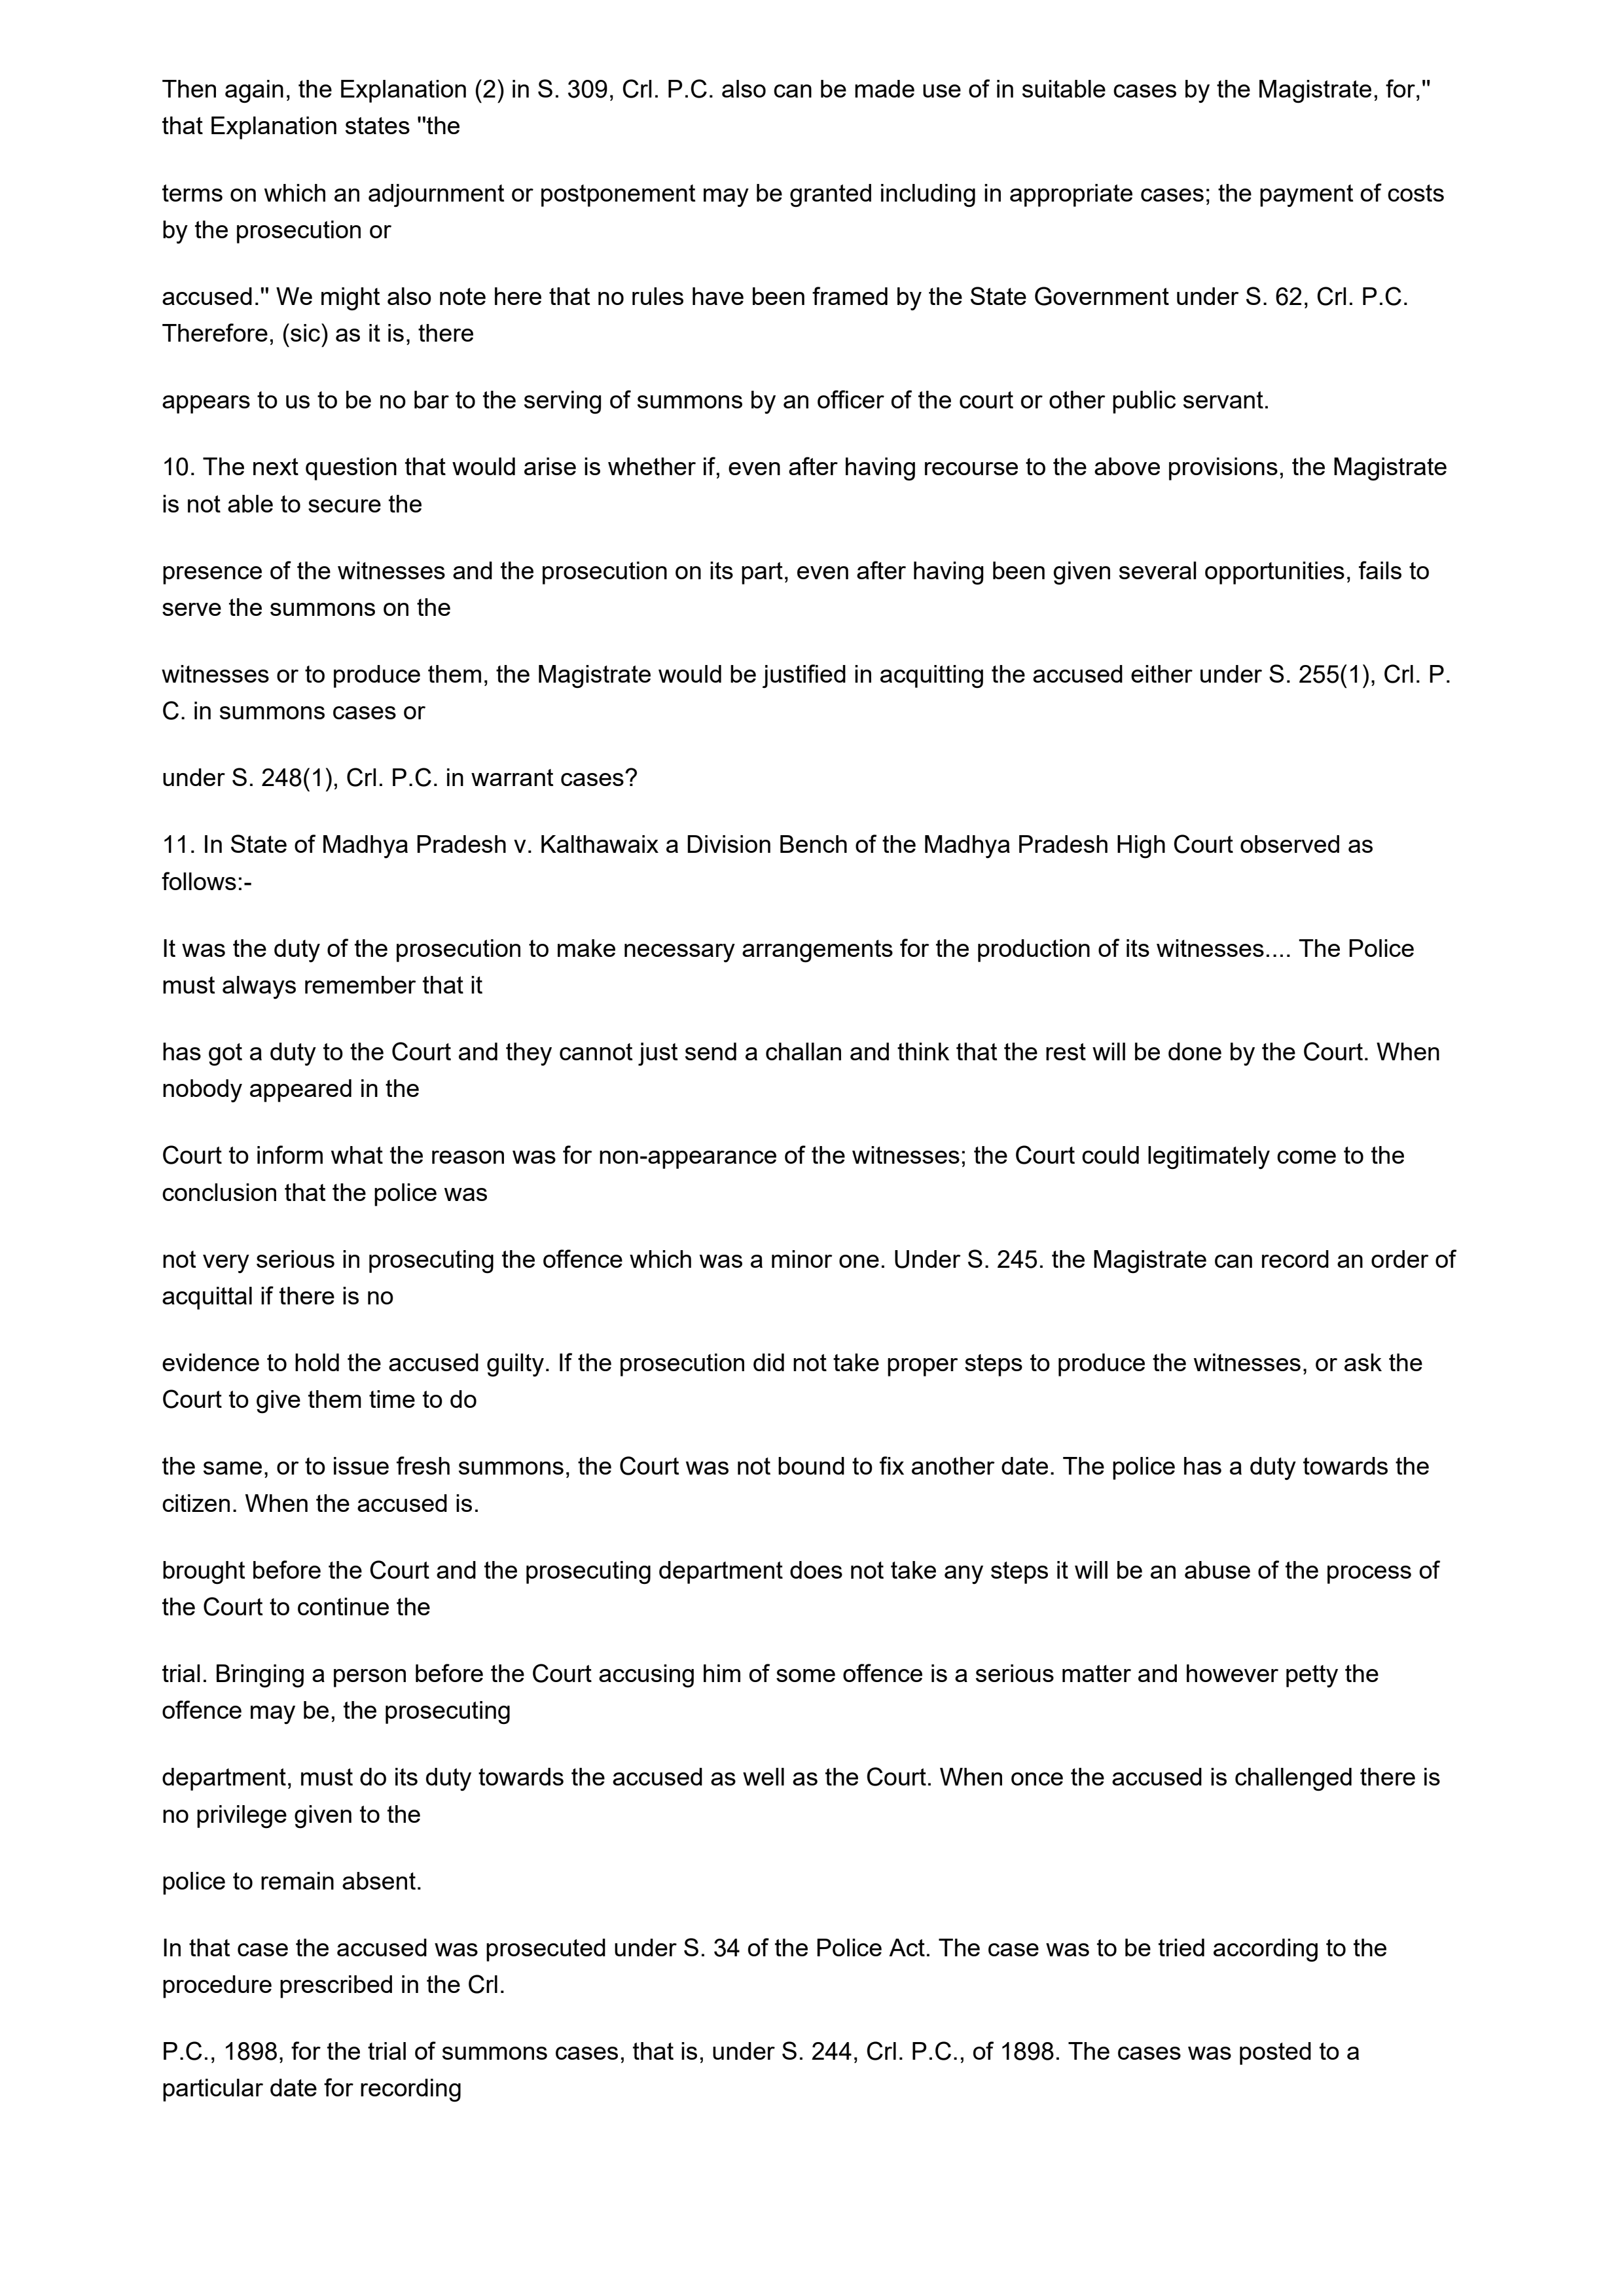 Then again, the Explanation (2) in S. 309, Crl. P.C. also can be made use of in suitable cases by the Magistrate, for,"
that Explanation states "the
terms on which an adjournment or postponement may be granted including in appropriate cases; the payment of costs
by the prosecution or
accused." We might also note here that no rules have been framed by the State Government under S. 62, Crl. P.C.
Therefore, (sic) as it is, there
appears to us to be no bar to the serving of summons by an officer of the court or other public servant.
10. The next question that would arise is whether if, even after having recourse to the above provisions, the Magistrate
is not able to secure the
presence of the witnesses and the prosecution on its part, even after having been given several opportunities, fails to
serve the summons on the
witnesses or to produce them, the Magistrate would be justified in acquitting the accused either under S. 255(1), Crl. P.
C. in summons cases or
under S. 248(1), Crl. P.C. in warrant cases?
11. In State of Madhya Pradesh v. Kalthawaix a Division Bench of the Madhya Pradesh High Court observed as
follows:-
It was the duty of the prosecution to make necessary arrangements for the production of its witnesses.... The Police
must always remember that it
has got a duty to the Court and they cannot just send a challan and think that the rest will be done by the Court. When
nobody appeared in the
Court to inform what the reason was for non-appearance of the witnesses; the Court could legitimately come to the
conclusion that the police was
not very serious in prosecuting the offence which was a minor one. Under S. 245. the Magistrate can record an order of
acquittal if there is no
evidence to hold the accused guilty. If the prosecution did not take proper steps to produce the witnesses, or ask the
Court to give them time to do
the same, or to issue fresh summons, the Court was not bound to fix another date. The police has a duty towards the
citizen. When the accused is.
brought before the Court and the prosecuting department does not take any steps it will be an abuse of the process of
the Court to continue the
trial. Bringing a person before the Court accusing him of some offence is a serious matter and however petty the
offence may be, the prosecuting
department, must do its duty towards the accused as well as the Court. When once the accused is challenged there is
no privilege given to the
police to remain absent.
In that case the accused was prosecuted under S. 34 of the Police Act. The case was to be tried according to the
procedure prescribed in the Crl.
P.C., 1898, for the trial of summons cases, that is, under S. 244, Crl. P.C., of 1898. The cases was posted to a
particular date for recording